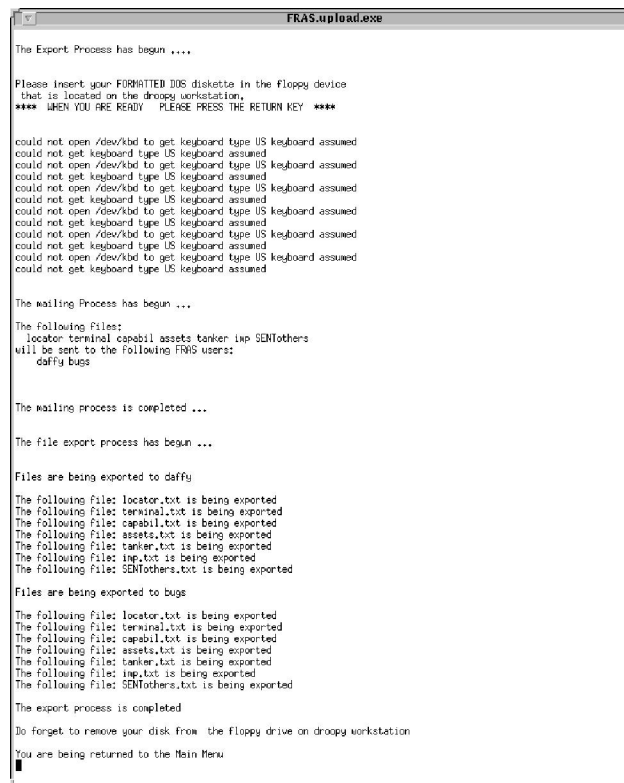 FRAS.upload.exe
The Export Process has begun ....
Please insert your FORMATTED DOS diskette in the floppy device
that is located on the droopy workstation.
**** WHEN YOU ARE READY PLEASE PRESS THE RETURN KEY ****
could not open /dev/kbd to get keyboard type US keyboard assumed
could not get keyboard type US keyboard assumed
could not open /dev/kbd to get keyboard type US keyboard assumed
could not get keyboard type US keyboard assumed
could not open /dev/kbd to get keyboard type US keyboard assumed
could not get keyboard type US keyboard assumed
could not open /dev/kbd to get keyboard type US keyboard assumed
could not get keyboard type US keyboard assumed
could not open /dev/kbd to get keyboard type US keyboard assumed
could not get keyboard type US keyboard assumed
could not open /dev/kbd to get keyboard type US keyboard assumed
could not get keyboard type US keyboard assumed
The mailing Process has begun ...
The following files:
locator terminal capabil assets tanker imp SENTothers
will be sent to the following FRAS users:
daffy bugs
The mailing process is completed ...
The file export process has begun ...
Files are being exported to daffy
The following file: locator.txt is being exported
The following file: terminal.txt is being exported
The following file: capabil.txt is being exported
The following file: assets.txt is being exported
The following file: tanker.txt is being exported
The following file: imp.txt is being exported
The following file: SENTothers.txt is being exported
Files are being exported to bugs
The following file: locator.txt is being exported
The following file: terminal.txt is being exported
The following file: capabil.txt is being exported
The following file: assets.txt is being exported
The following file: tanker.txt is being exported
The following file: imp.txt is being exported
The following file: SENTothers.txt is being exported
The export process is completed
Do forget to remove your disk from the floppy drive on droopy workstation
You are being returned to the Main Menu